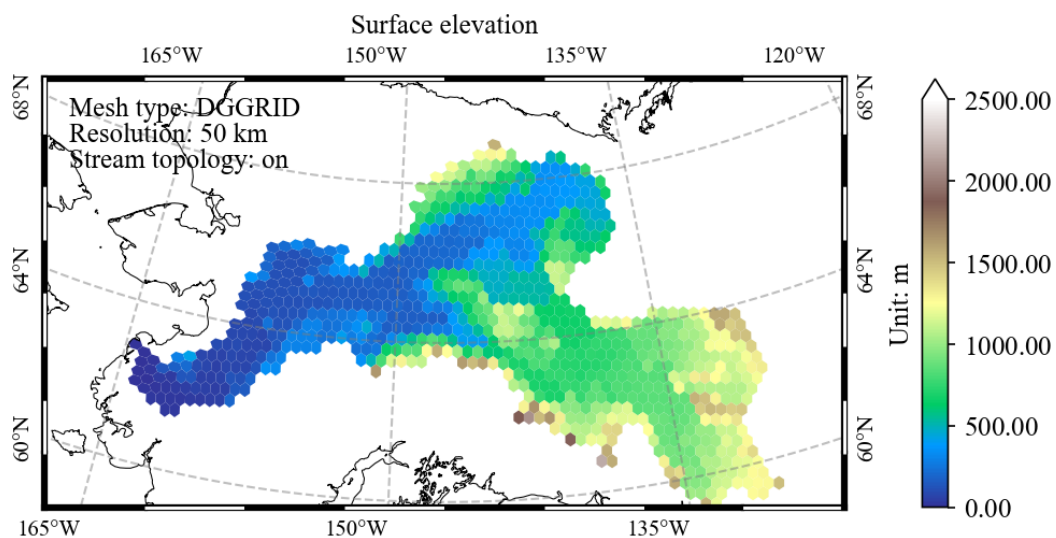 Surface elevation
165°W 150°W 135°W 120°W
68°N 68°N
Mesh type: DGGRID
Resolution: 50 km
Stream topology: on
64°N 64°N
60°N 60°N
165°W 150°W 135°W
2500.00
2000.00
1500.00
1000.00
500.00
0.00
Unit: m